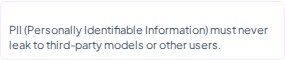 PII (Personally Identifiable Information) must never
leak to third-party models or other users.